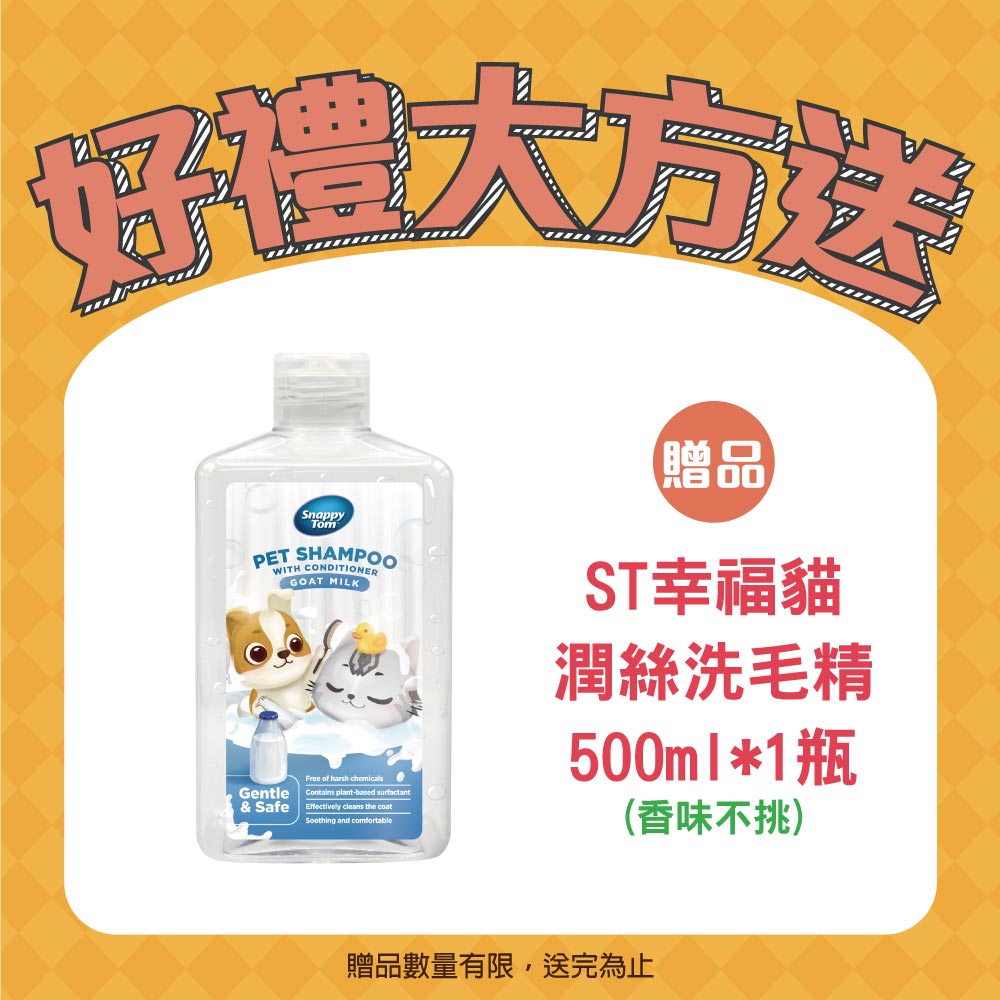 好禮大方送
贈品
ST幸福貓
潤絲洗毛精
500ml*1瓶
(香味不挑)
Snappy
Tom
PET SHAMPOO
WITH CONDITIONER
GOAT MILK
Gentle
& Safe
Free of harsh chemicals
Contains plant-based surfactant
Effectively cleans the coat
Soothing and comfortable
贈品數量有限，送完為止